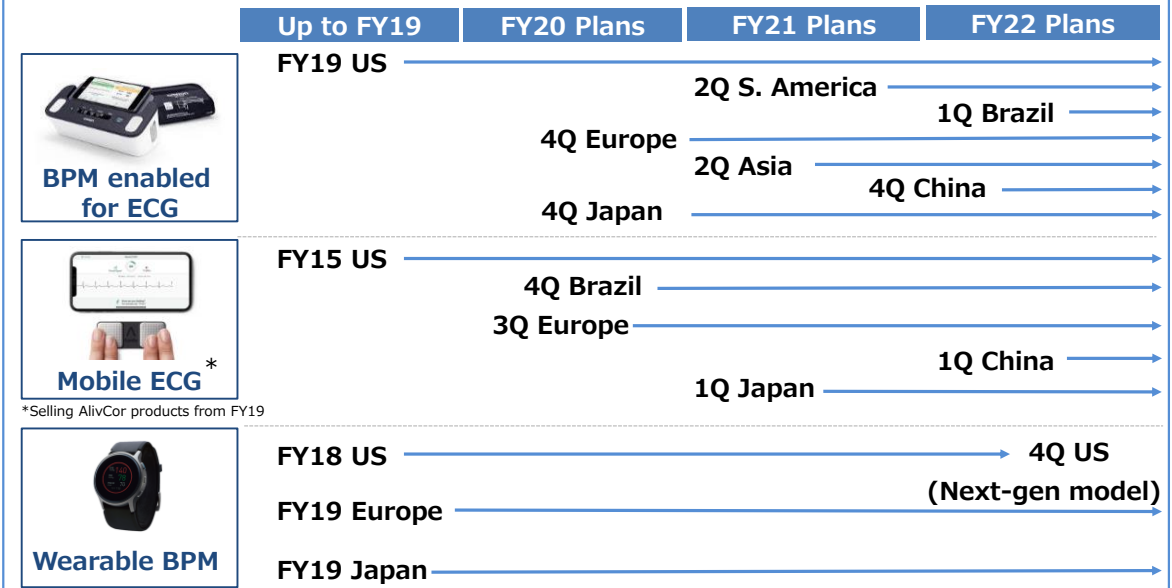 Up to FY19 FY20 Plans FY21 Plans FY22 Plans
BPM enabled
for ECG
FY19 US
2Q S. America
1Q Brazil
4Q Europe
2Q Asia
4Q China
4Q Japan
Mobile ECG*
*Selling AlivCor products from FY19
FY15 US
4Q Brazil
3Q Europe
1Q China
1Q Japan
Wearable BPM
FY18 US
4Q US
(Next-gen model)
FY19 Europe
FY19 Japan